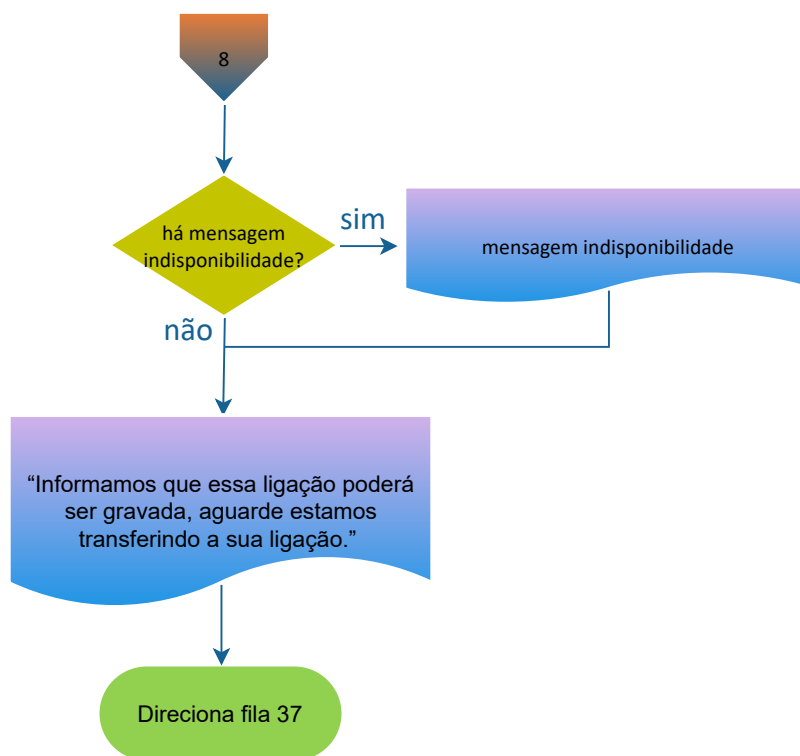 8
há mensagem
indisponibilidade?
sim
mensagem indisponibilidade
não
“Informamos que essa ligação poderá
ser gravada, aguarde estamos
transferindo a sua ligação.”
Direciona fila 37